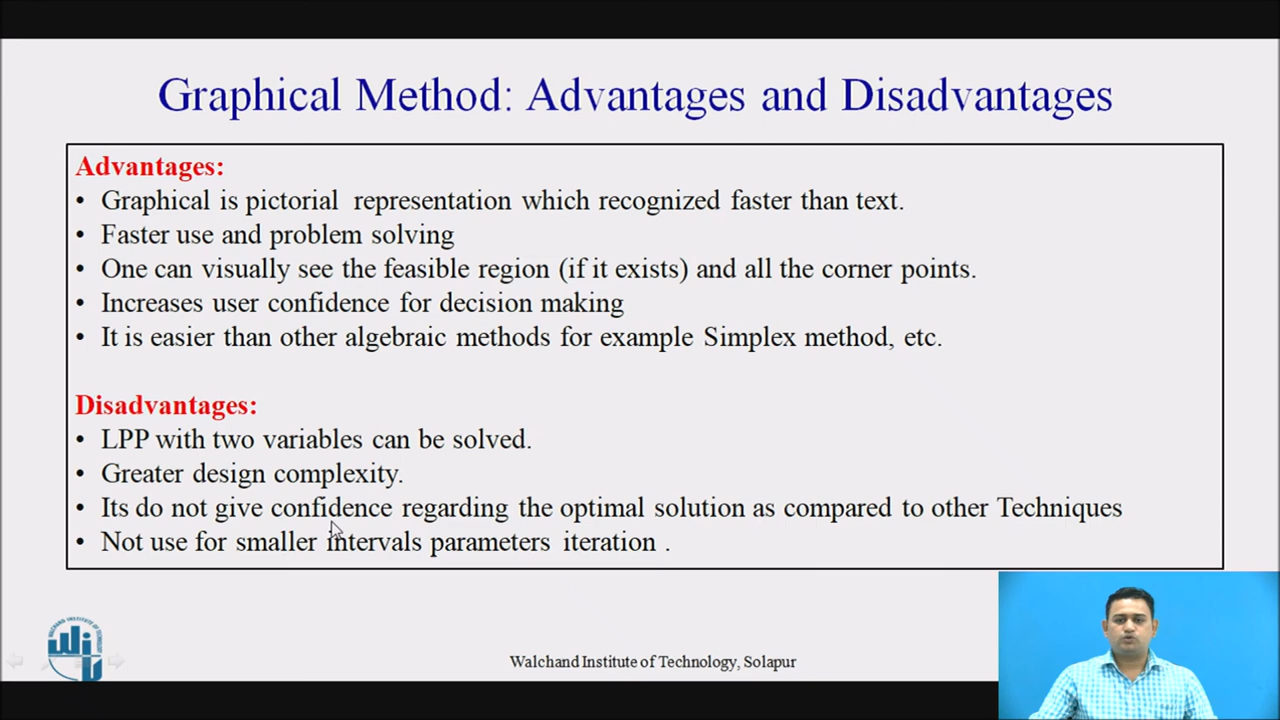 Graphical Method: Advantages and Disadvantages
Advantages:
• Graphical is pictorial representation which recognized faster than text.
• Faster use and problem solving
• One can visually see the feasible region (if it exists) and all the corner points.
• Increases user confidence for decision making
• It is easier than other algebraic methods for example Simplex method, etc.
Disadvantages:
• LPP with two variables can be solved.
• Greater design complexity.
• Its do not give confidence regarding the optimal solution as compared to other Techniques
• Not use for smaller intervals parameters iteration .
Walchand Institute of Technology, Solapur